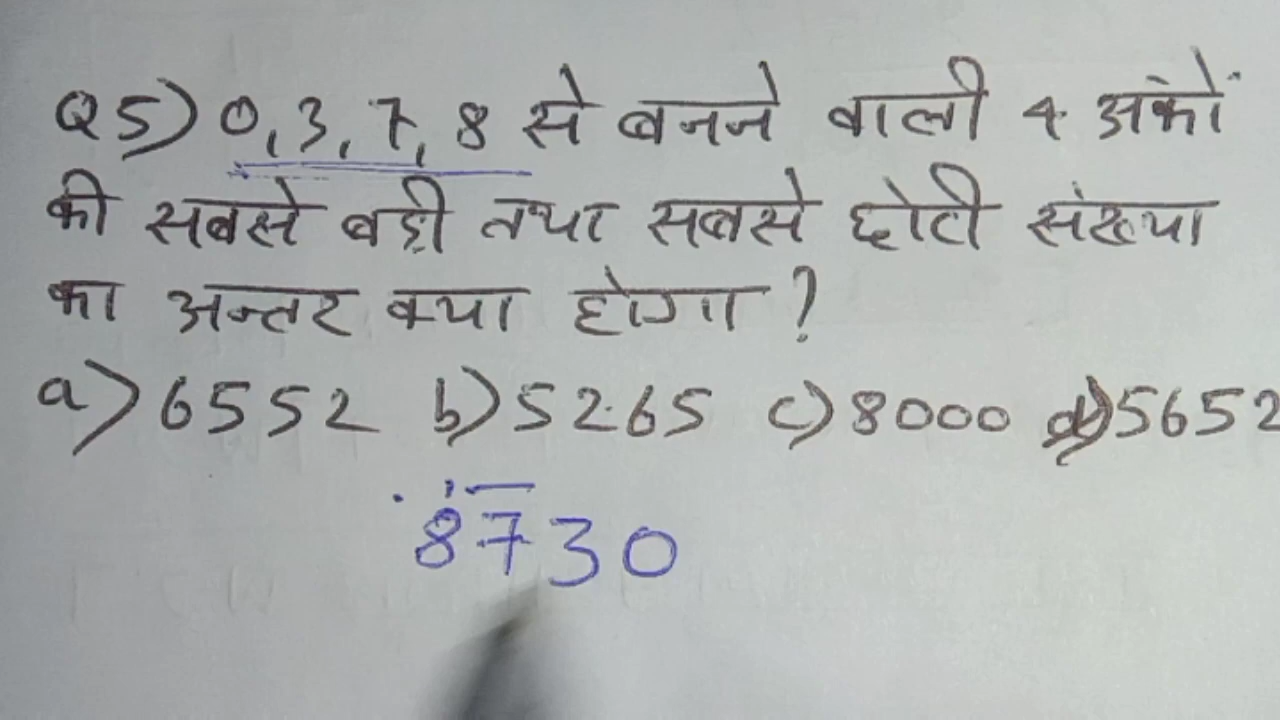 Q5) 0, 3, 7, 8 से बनने वाली 4 अंकों
की सबसे बड़ी तथा सबसे छोटी संख्या
का अन्तर क्या होगा ?
a) 6552 b) 5265 c) 8000 d) 5652
8730